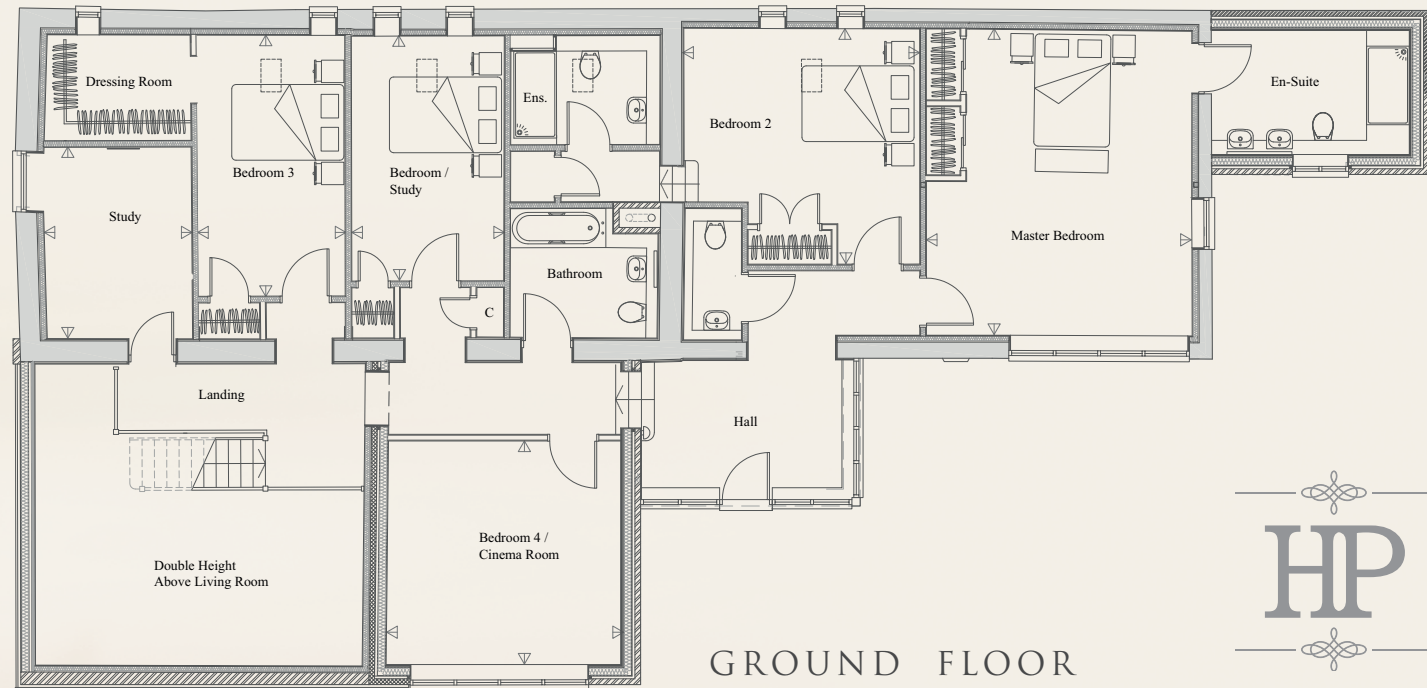 Dressing Room
Bedroom 3
Bedroom /
Study
Ens.
Bedroom 2
En-Suite
Study
Master Bedroom
Bathroom
C
Landing
Hall
Bedroom 4 /
Cinema Room
Double Height
Above Living Room
HP
GROUND FLOOR